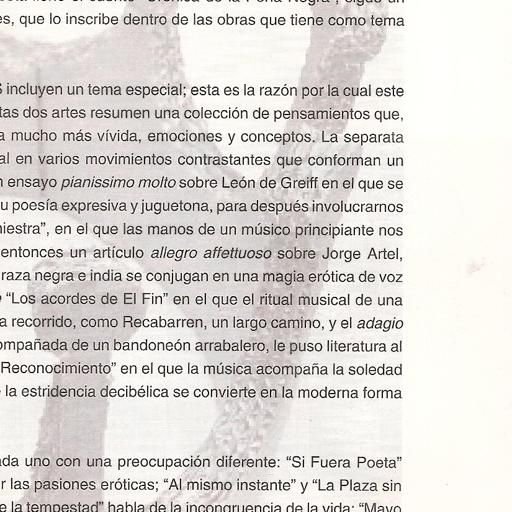 es, que lo inscribe dentro de las obras que tiene como tema
incluyen un tema especial; esta es la razón por la cual este
tas dos artes resumen una colección de pensamientos que,
a mucho más vívida, emociones y conceptos. La separata
al en varios movimientos contrastantes que conforman un
n ensayo pianissimo molto sobre León de Greiff en el que se
u poesía expresiva y juguetona, para después involucrarnos
niestra”, en el que las manos de un músico principiante nos
entonces un artículo allegro affettuoso sobre Jorge Artel,
raza negra e india se conjugan en una magia erótica de voz
“Los acordes de El Fin” en el que el ritual musical de una
a recorrido, como Recabarren, un largo camino, y el adagio
ompañada de un bandoneón arrabalero, le puso literatura al
Reconocimiento” en el que la música acompaña la soledad
la estridencia decibélica se convierte en la moderna forma
ada uno con una preocupación diferente: “Si Fuera Poeta”
r las pasiones eróticas; “Al mismo instante” y “La Plaza sin
e la tempestad” habla de la incongruencia de la vida; “Mayo